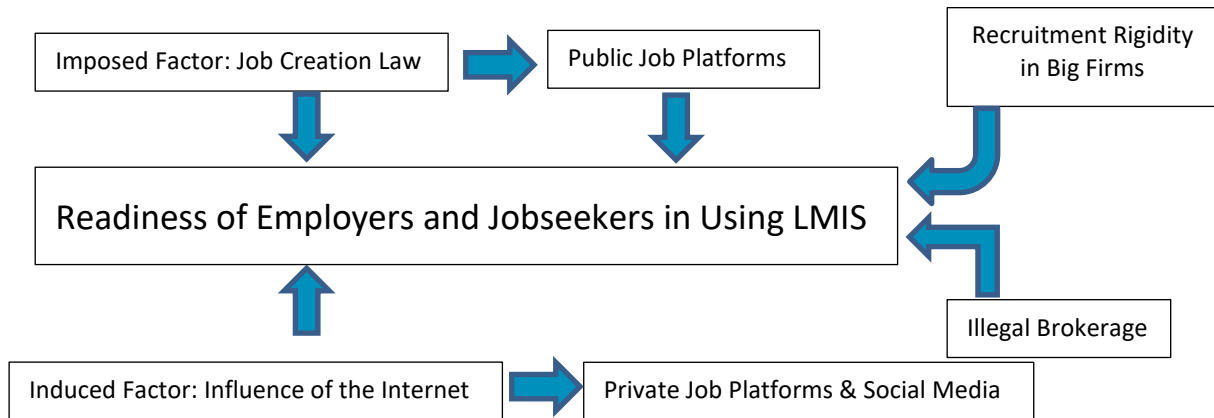 Imposed Factor: Job Creation Law
Public Job Platforms
Recruitment Rigidity
in Big Firms
Readiness of Employers and Jobseekers in Using LMIS
Illegal Brokerage
Induced Factor: Influence of the Internet
Private Job Platforms & Social Media